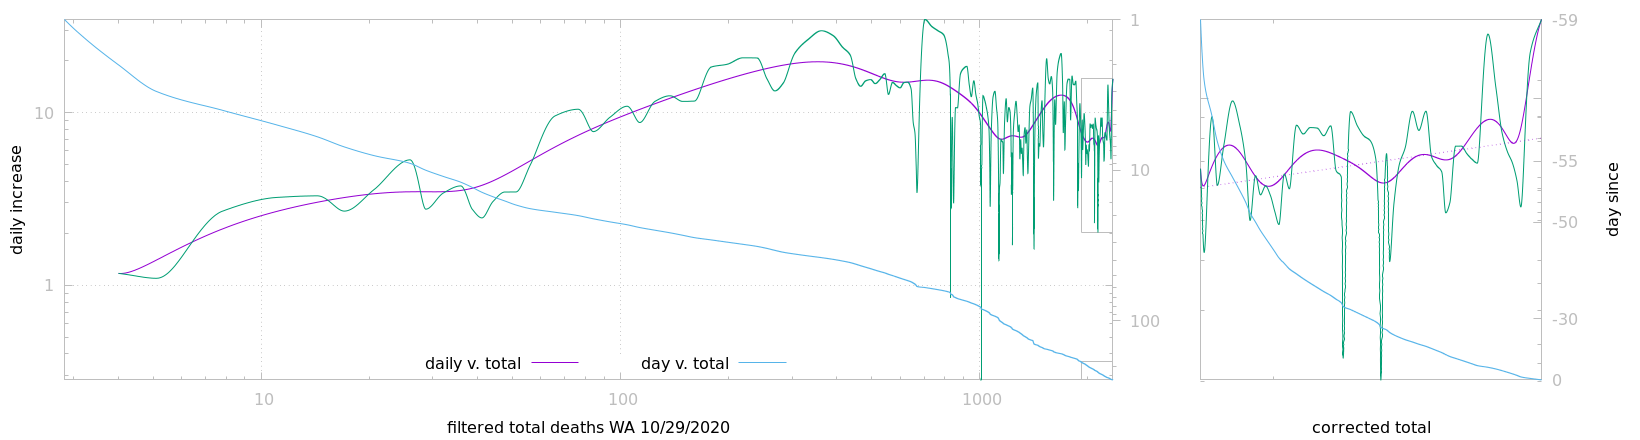 daily increase
10
1
daily v. total
day v. total
10
100
1000
1
10
100
filtered total deaths WA 10/29/2020
-59
-55
-50
-30
0
day since
corrected total